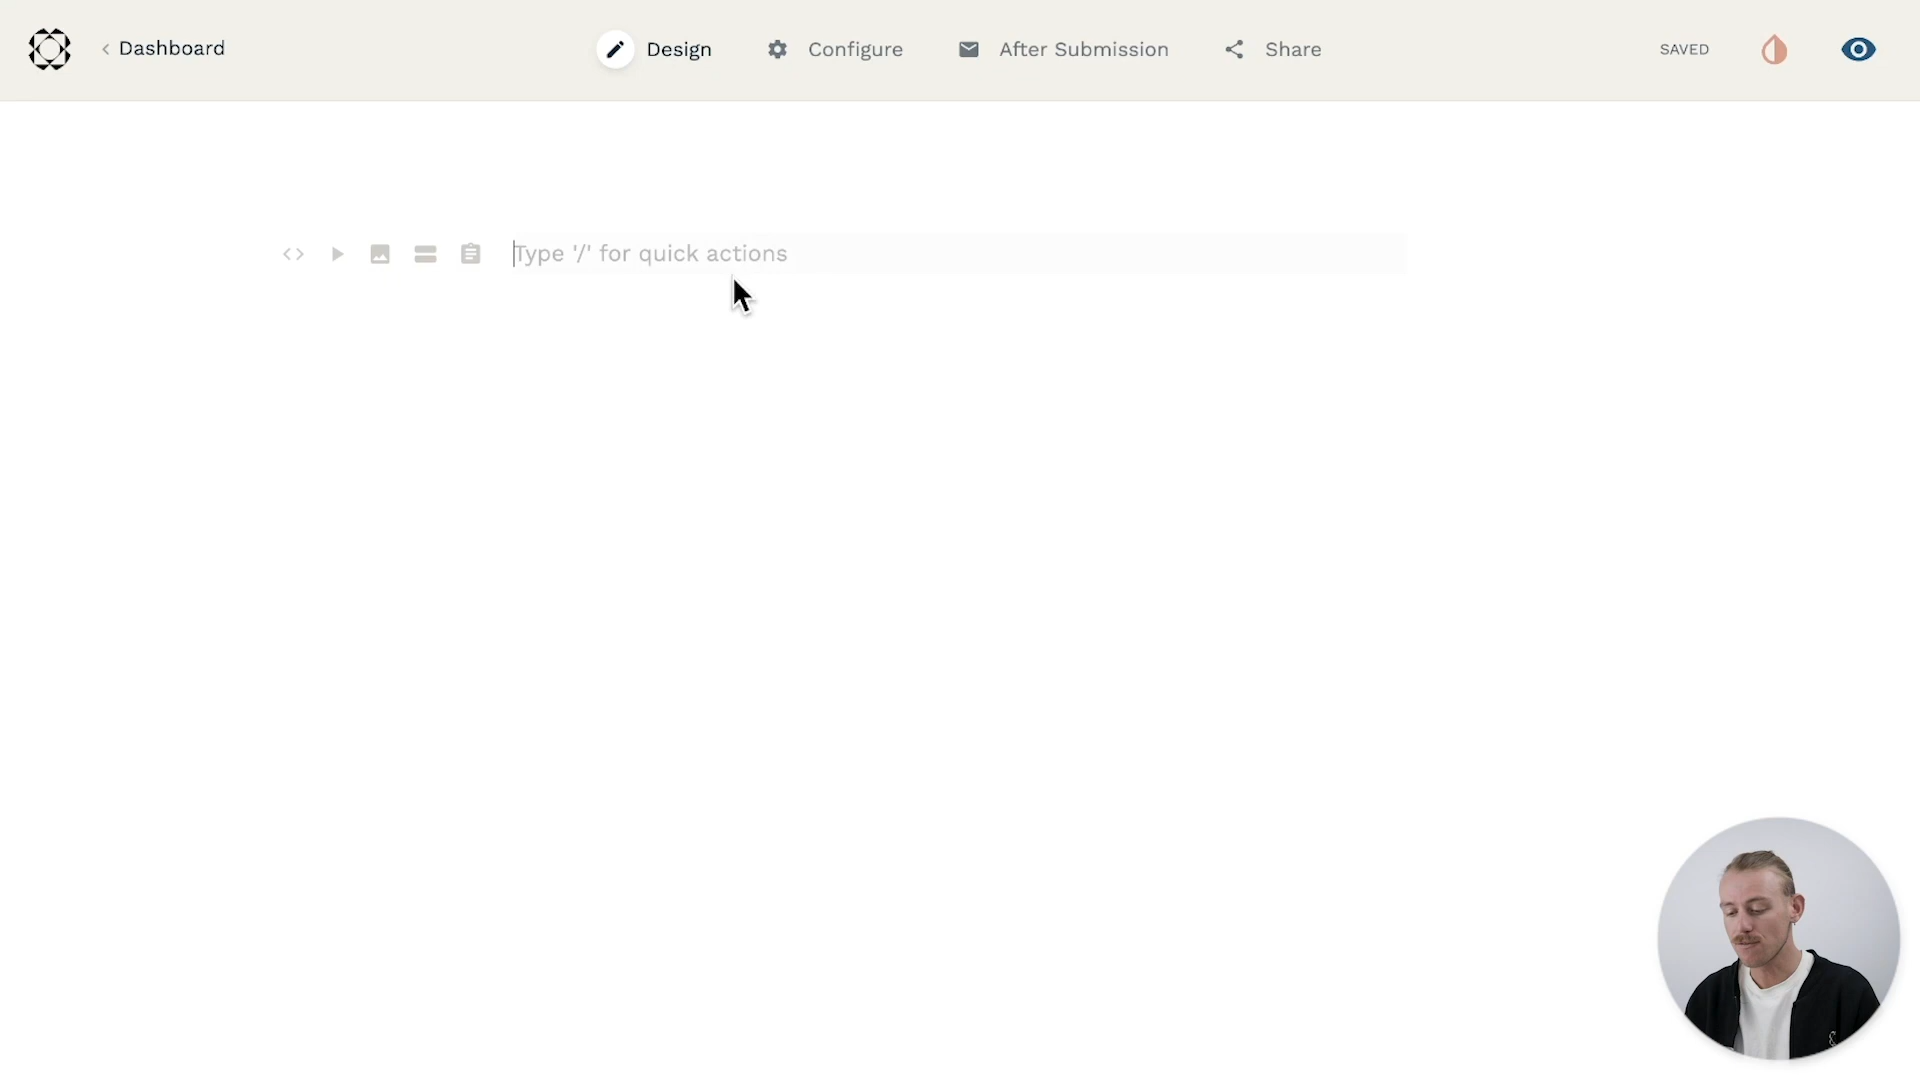 Dashboard
Design
Configure
After Submission
Share
SAVED
Type '/' for quick actions